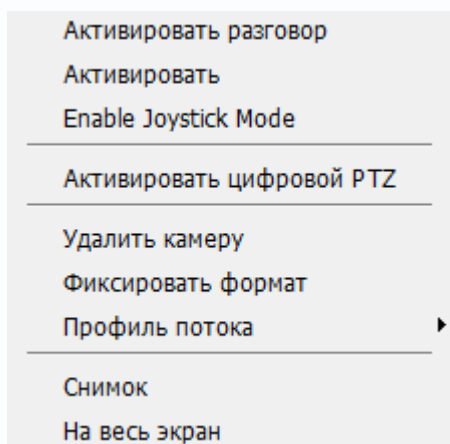 Активировать разговор
Активировать
Enable Joystick Mode
Активировать цифровой PTZ
Удалить камеру
Фиксировать формат
Профиль потока
Снимок
На весь экран